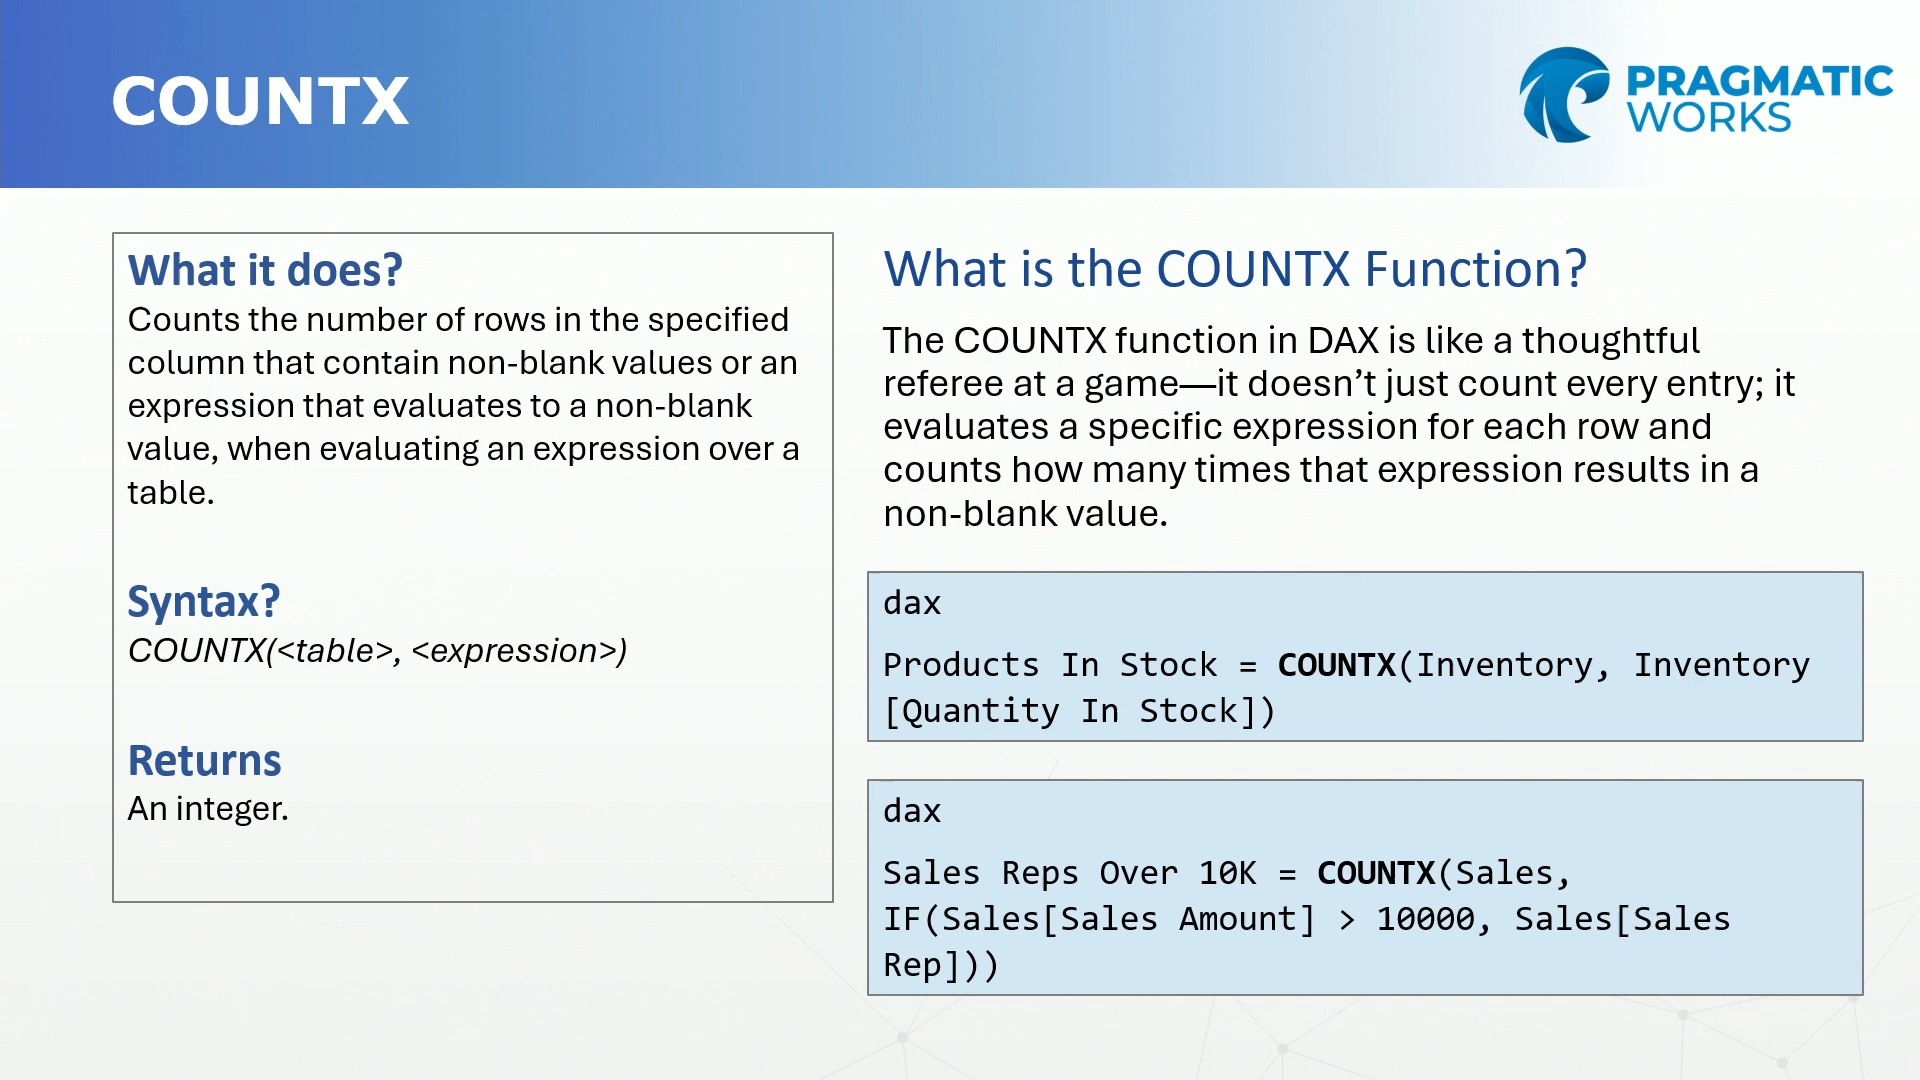 COUNTX
PRAGMATIC
WORKS
What it does?
Counts the number of rows in the specified
column that contain non-blank values or an
expression that evaluates to a non-blank
value, when evaluating an expression over a
table.
Syntax?
COUNTX(<table>, <expression>)
Returns
An integer.
What is the COUNTX Function?
The COUNTX function in DAX is like a thoughtful
referee at a game—it doesn’t just count every entry; it
evaluates a specific expression for each row and
counts how many times that expression results in a
non-blank value.
dax
Products In Stock = COUNTX(Inventory, Inventory
[Quantity In Stock])
dax
Sales Reps Over 10K = COUNTX(Sales,
IF(Sales[Sales Amount] > 10000, Sales[Sales
Rep]))